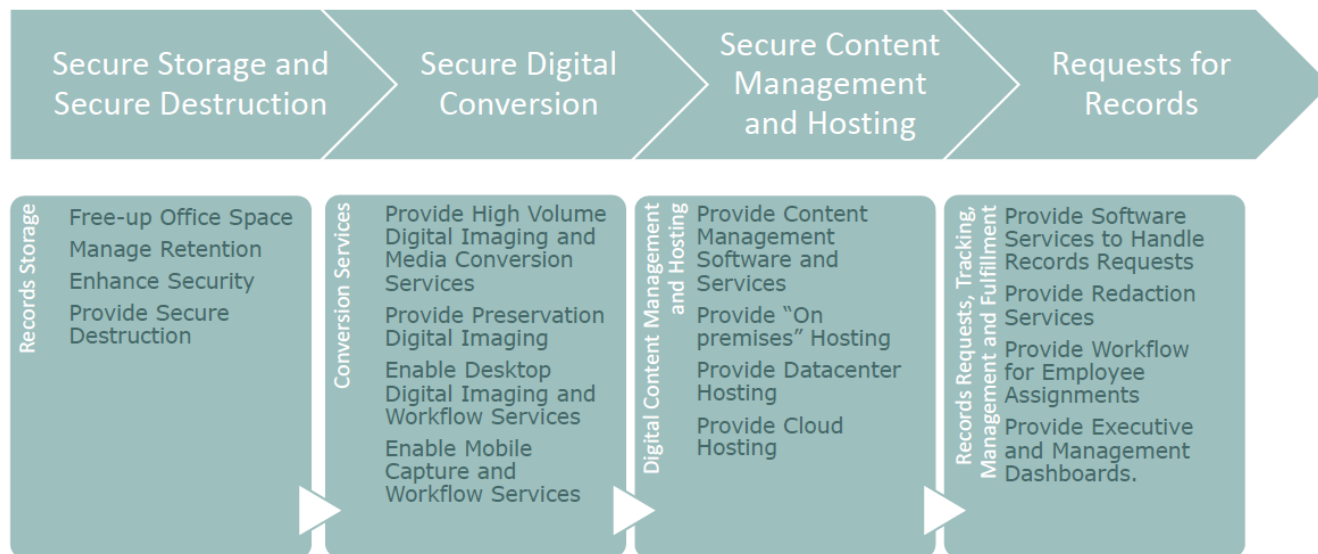 Secure Storage and
Secure Destruction
Secure Digital
Conversion
Secure Content
Management
and Hosting
Requests for
Records
Records Storage
Free-up Office Space
Manage Retention
Enhance Security
Provide Secure
Destruction
Conversion Services
Provide High Volume
Digital Imaging and
Media Conversion
Services
Provide Preservation
Digital Imaging
Enable Desktop
Digital Imaging and
Workflow Services
Enable Mobile
Capture and
Workflow Services
Digital Content Management
and Hosting
Provide Content
Management
Software and
Services
Provide “On
premises” Hosting
Provide Datacenter
Hosting
Provide Cloud
Hosting
Records Requests, Tracking,
Management and Fulfillment
Provide Software
Services to Handle
Records Requests
Provide Redaction
Services
Provide Workflow
for Employee
Assignments
Provide Executive
and Management
Dashboards.